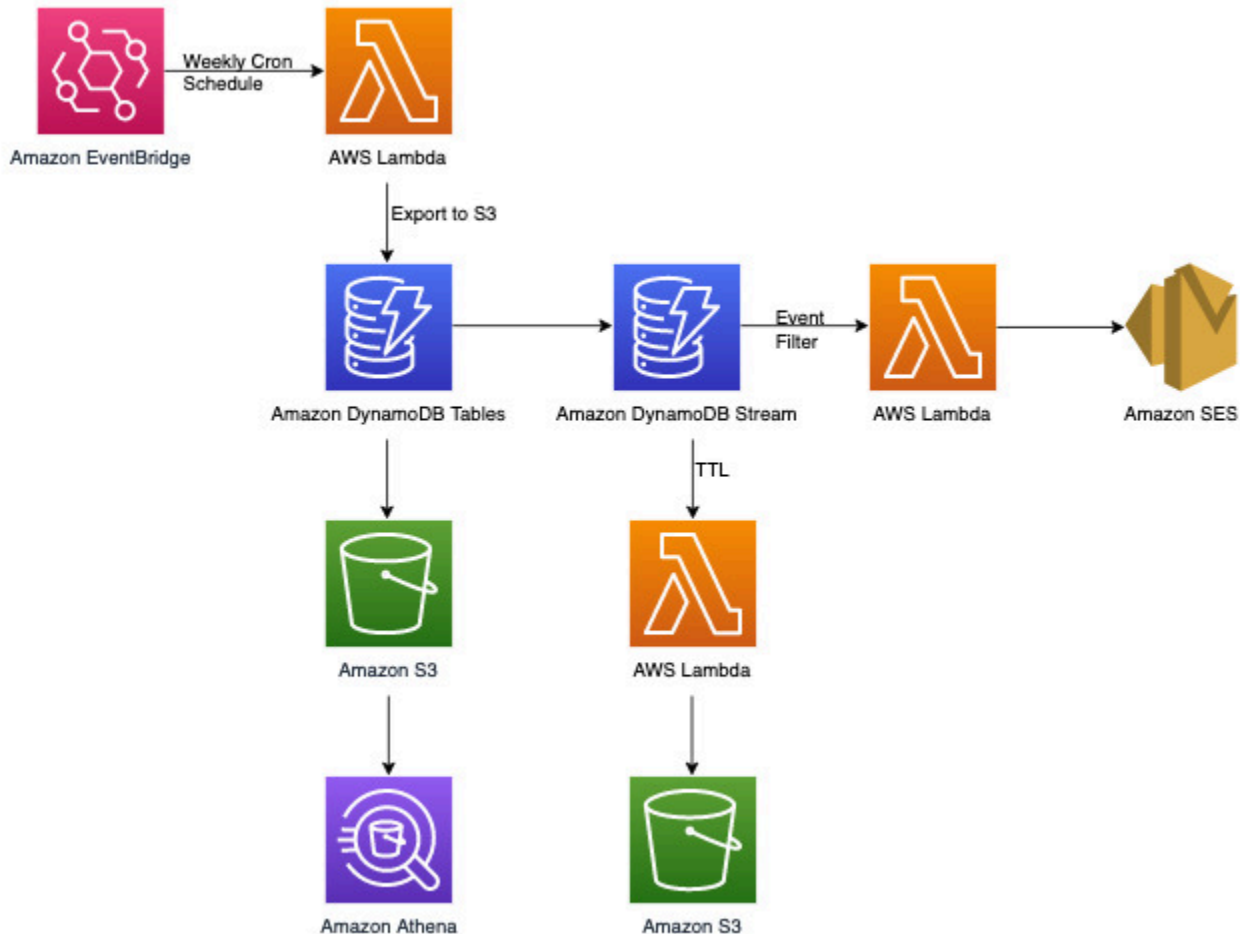 Weekly Cron
Schedule
Amazon EventBridge
AWS Lambda
Export to S3
Event
Filter
Amazon DynamoDB Tables
Amazon DynamoDB Stream
AWS Lambda
Amazon SES
TTL
Amazon S3
AWS Lambda
Amazon Athena
Amazon S3